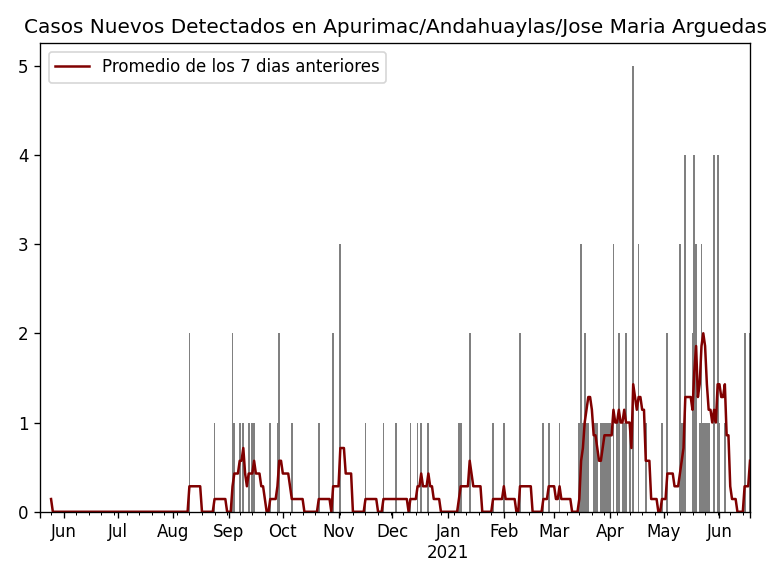 Casos Nuevos Detectados en Apurimac/Andahuaylas/Jose Maria Arguedas
Promedio de los 7 dias anteriores
5
4
3
2
1
0
Jun Jul Aug Sep Oct Nov Dec Jan Feb Mar Apr May Jun
2021